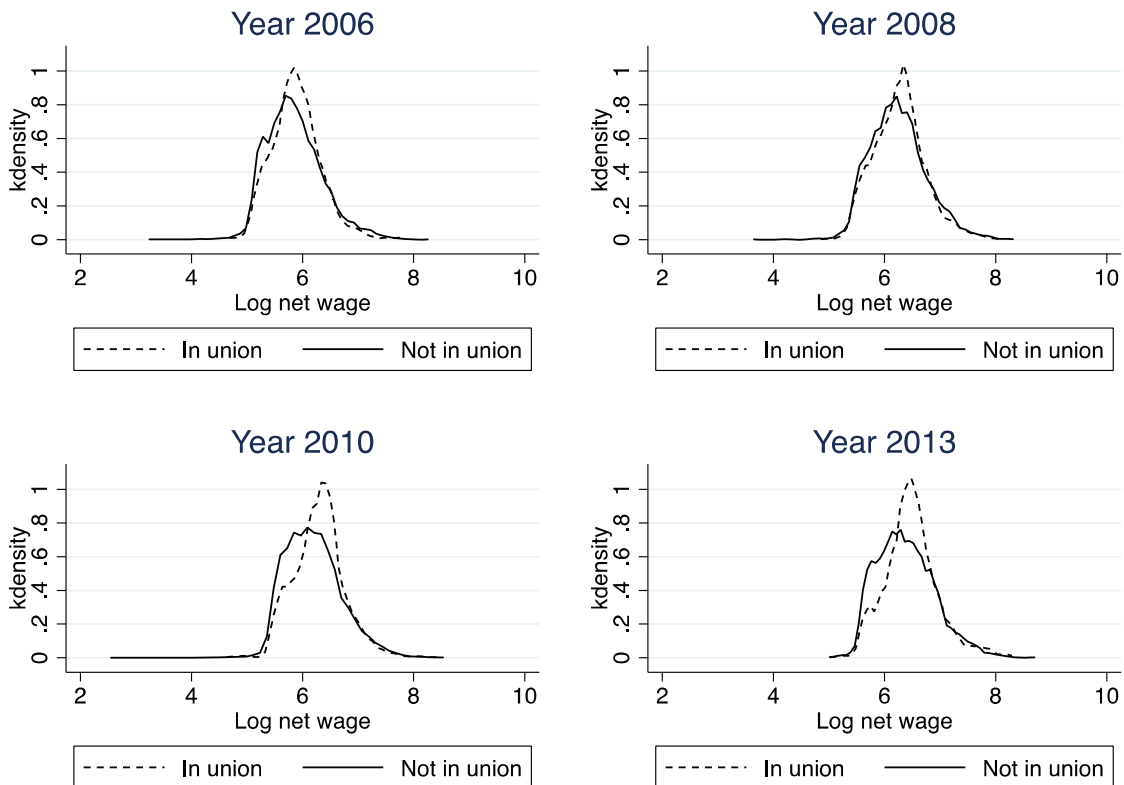 Year 2006
kdensity
0 .2 .4 .6 .8 1
2 4 6 8 10
Log net wage
In union Not in union
Year 2008
kdensity
0 .2 .4 .6 .8 1
2 4 6 8 10
Log net wage
In union Not in union
Year 2010
kdensity
0 .2 .4 .6 .8 1
2 4 6 8 10
Log net wage
In union Not in union
Year 2013
kdensity
0 .2 .4 .6 .8 1
2 4 6 8 10
Log net wage
In union Not in union